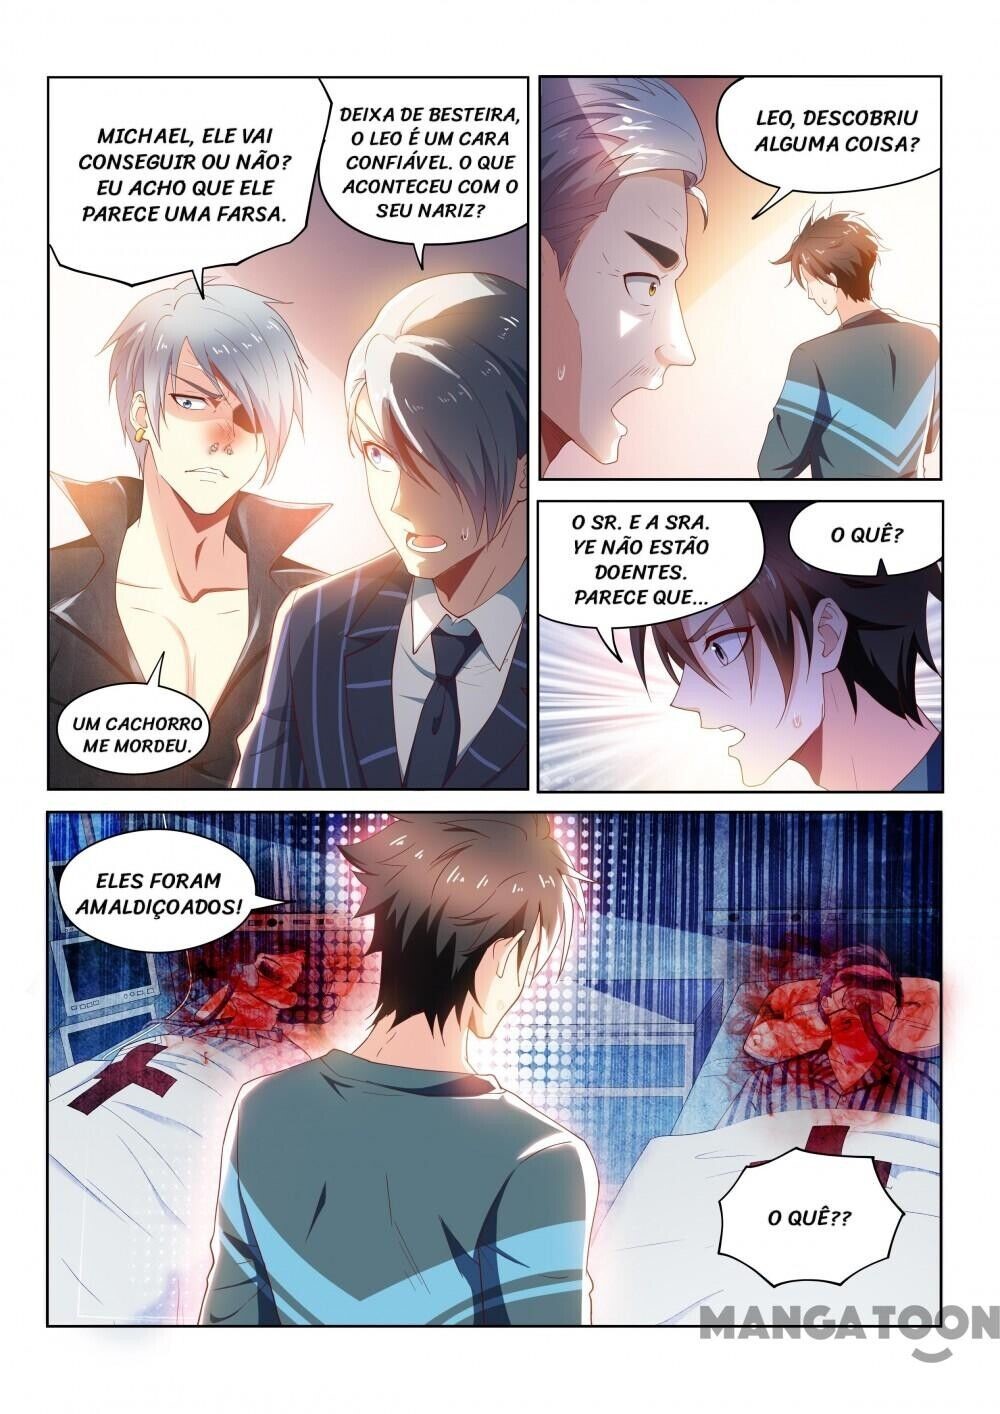 MICHAEL, ELE VAI
CONSEGUIR OU NÃO?
EU ACHO QUE ELE
PARECE UMA FARSA.
DEIXA DE BESTEIRA,
O LEO É UM CARA
CONFIÁVEL. O QUE
ACONTECEU COM O
SEU NARIZ?
UM CACHORRO
ME MORDEU.
LEO, DESCOBRIU
ALGUMA COISA?
O SR. E A SRA.
YE NÃO ESTÃO
DOENTES.
PARECE QUE...
O QUÊ?
ELES FORAM
AMALDIÇOADOS!
O QUÊ??
MANGATOON